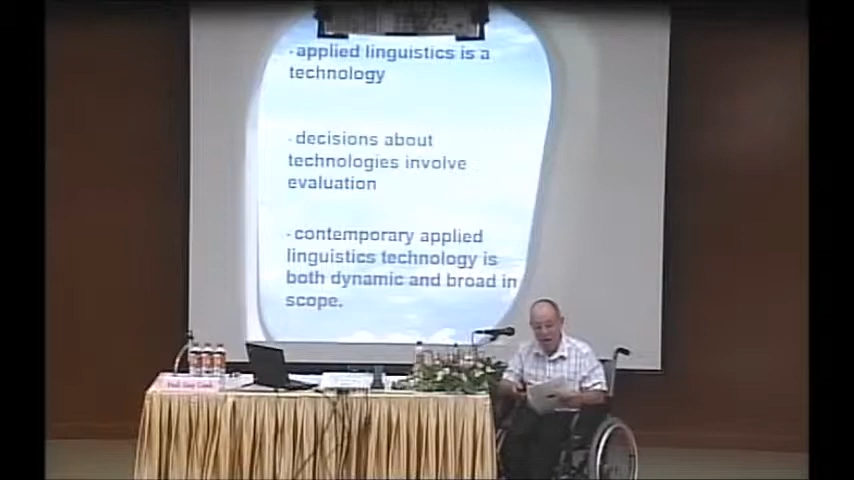 - applied linguistics is a
technology
- decisions about
technologies involve
evaluation
- contemporary applied
linguistics technology is
both dynamic and broad in
scope.